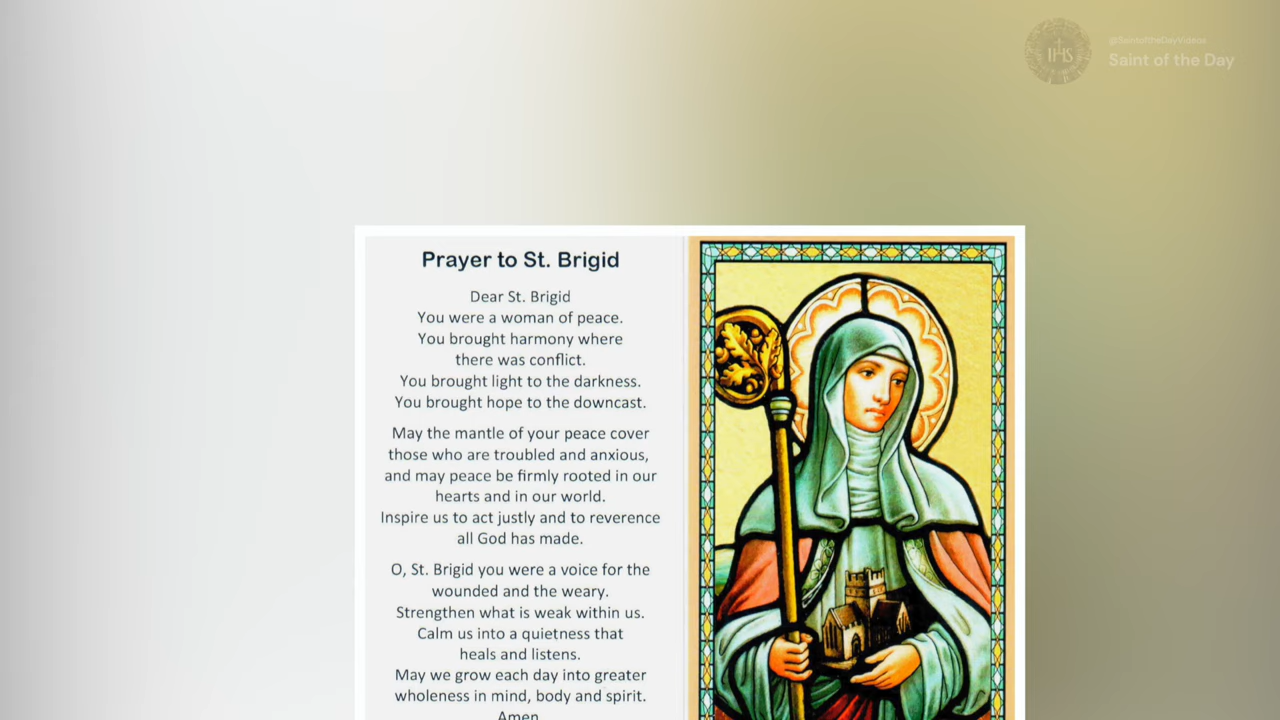 IHS
@SaintoftheDayVideos
Saint of the Day
Prayer to St. Brigid
Dear St. Brigid
You were a woman of peace.
You brought harmony where
there was conflict.
You brought light to the darkness.
You brought hope to the downcast.
May the mantle of your peace cover
those who are troubled and anxious,
and may peace be firmly rooted in our
hearts and in our world.
Inspire us to act justly and to reverence
all God has made.
O, St. Brigid you were a voice for the
wounded and the weary.
Strengthen what is weak within us.
Calm us into a quietness that
heals and listens.
May we grow each day into greater
wholeness in mind, body and spirit.
Amen